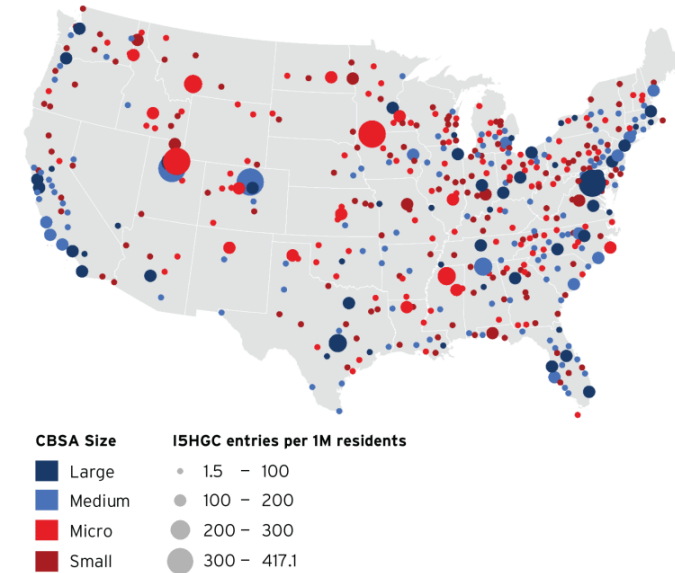 CBSA Size
I5HGC entries per 1M residents
Large
1.5 – 100
Medium
100 – 200
Micro
200 – 300
Small
300 – 417.1